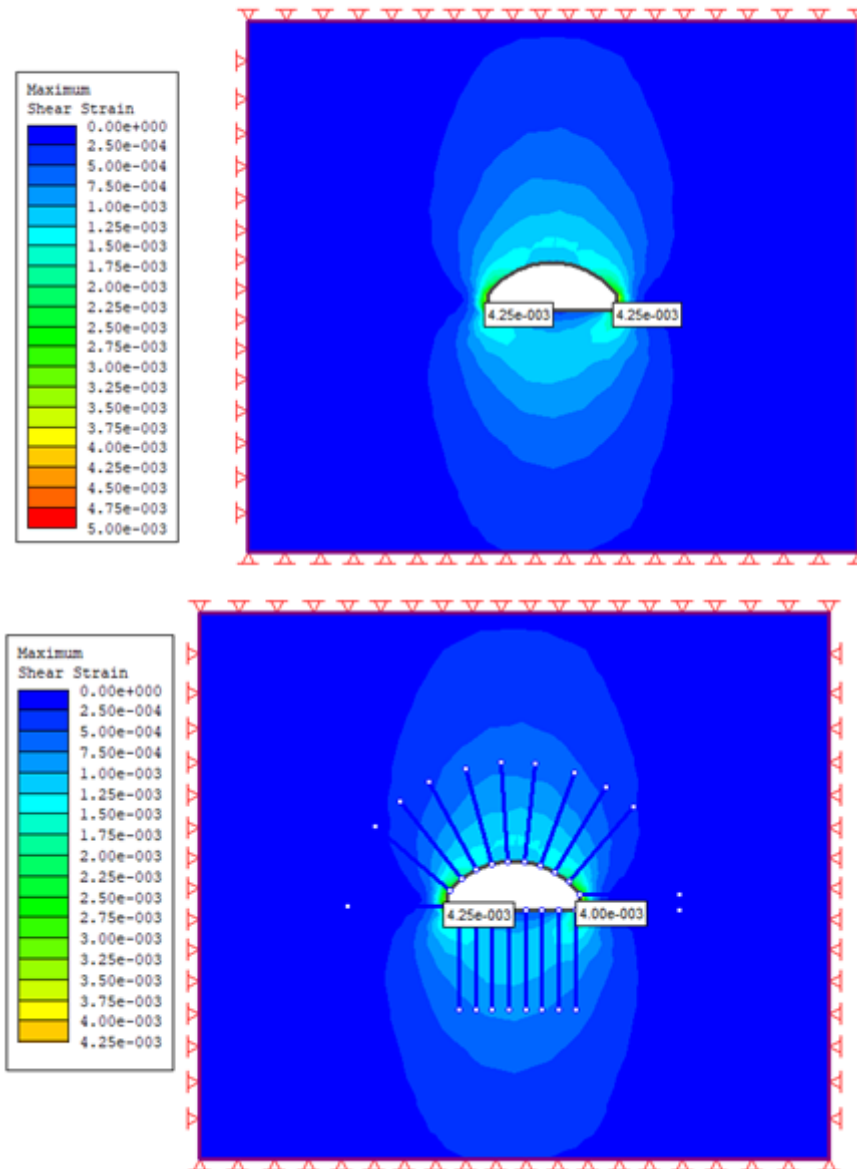 Maximum
Shear Strain
0.00e+000
2.50e-004
5.00e-004
7.50e-004
1.00e-003
1.25e-003
1.50e-003
1.75e-003
2.00e-003
2.25e-003
2.50e-003
2.75e-003
3.00e-003
3.25e-003
3.50e-003
3.75e-003
4.00e-003
4.25e-003
4.50e-003
4.75e-003
5.00e-003
4.25e-003
4.25e-003
Maximum
Shear Strain
0.00e+000
2.50e-004
5.00e-004
7.50e-004
1.00e-003
1.25e-003
1.50e-003
1.75e-003
2.00e-003
2.25e-003
2.50e-003
2.75e-003
3.00e-003
3.25e-003
3.50e-003
3.75e-003
4.00e-003
4.25e-003
4.25e-003
4.00e-003